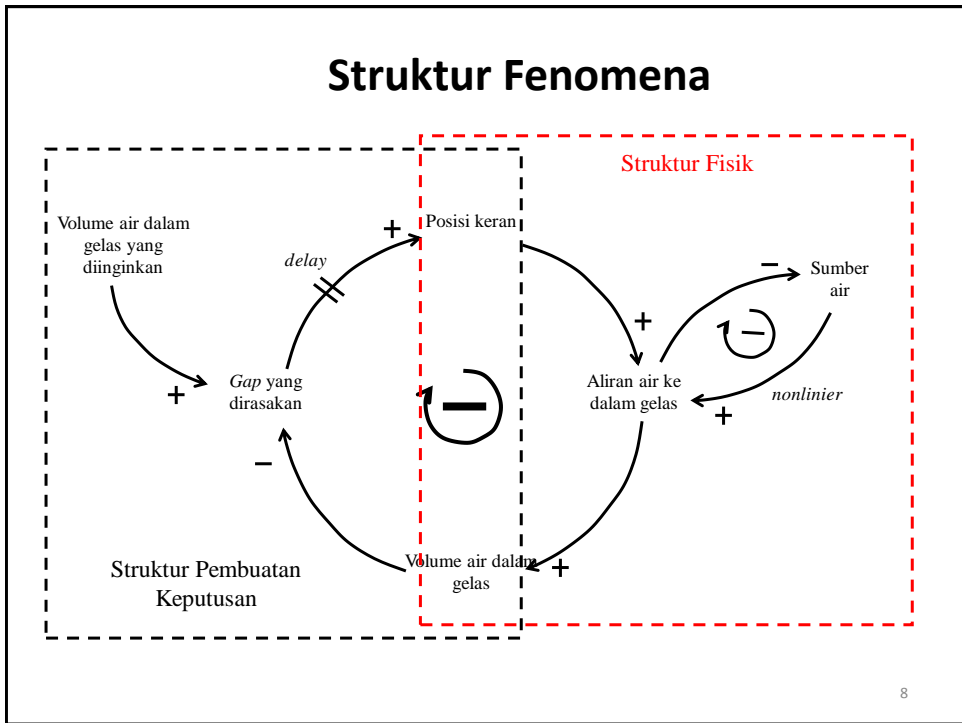 Struktur Fenomena
Struktur Fisik
Volume air dalam
gelas yang
diinginkan
delay
+
Posisi keran
+
−
Sumber
air
−
+
Gap yang
dirasakan
−
Aliran air ke
dalam gelas
nonlinier
+
−
Struktur Pembuatan
Keputusan
Volume air dalam
gelas
+
8